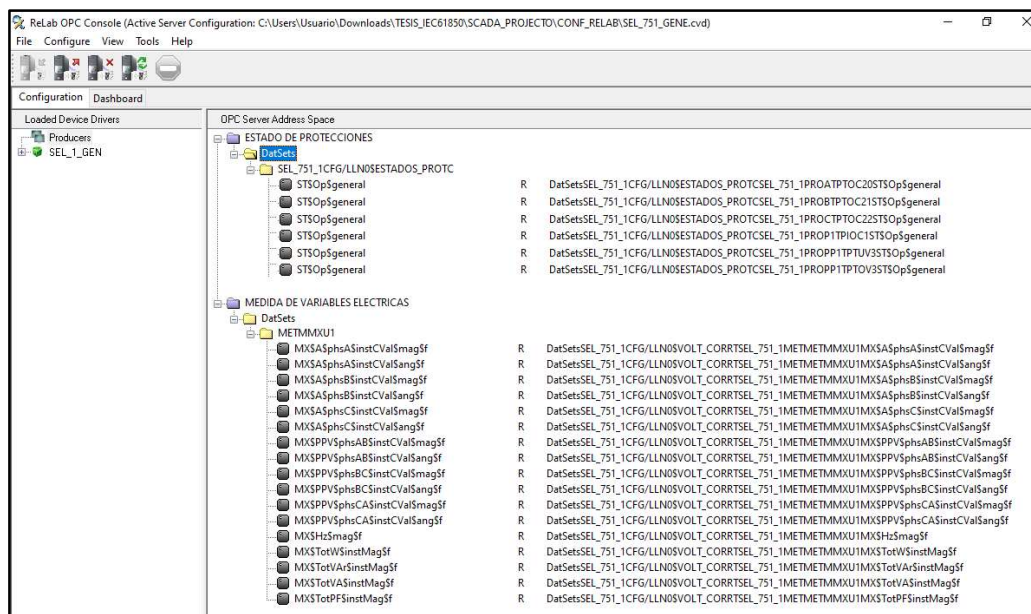 ReLab OPC Console (Active Server Configuration: C:\Users\Usuario\Downloads\TESIS_IEC61850\SCADA_PROJECTO\CONF_RELAB\SEL_751_GENE.cvd)
File Configure View Tools Help
Configuration Dashboard
Loaded Device Drivers OPC Server Address Space
Producers
SEL_1_GEN
ESTADO DE PROTECCIONES
DatSets
SEL_751_1CFG/LLN0$ESTADOS_PROTC
ST$Op$general R DatSetsSEL_751_1CFG/LLN0$ESTADOS_PROTCSEL_751_1PROATPTOC20ST$Op$general
ST$Op$general R DatSetsSEL_751_1CFG/LLN0$ESTADOS_PROTCSEL_751_1PROBTPTOC21ST$Op$general
ST$Op$general R DatSetsSEL_751_1CFG/LLN0$ESTADOS_PROTCSEL_751_1PROCTPTOC22ST$Op$general
ST$Op$general R DatSetsSEL_751_1CFG/LLN0$ESTADOS_PROTCSEL_751_1PROP1TPIOC1ST$Op$general
ST$Op$general R DatSetsSEL_751_1CFG/LLN0$ESTADOS_PROTCSEL_751_1PROPP1TPTUV3ST$Op$general
ST$Op$general R DatSetsSEL_751_1CFG/LLN0$ESTADOS_PROTCSEL_751_1PROPP1TPTOV3ST$Op$general
MEDIDA DE VARIABLES ELECTRICAS
DatSets
METMMXU1
MX$A$phsA$instCVal$mag$f R DatSetsSEL_751_1CFG/LLN0$VOLT_CORRTSEL_751_1METMETMMXU1MX$A$phsA$instCVal$mag$f
MX$A$phsA$instCVal$ang$f R DatSetsSEL_751_1CFG/LLN0$VOLT_CORRTSEL_751_1METMETMMXU1MX$A$phsA$instCVal$ang$f
MX$A$phsB$instCVal$mag$f R DatSetsSEL_751_1CFG/LLN0$VOLT_CORRTSEL_751_1METMETMMXU1MX$A$phsB$instCVal$mag$f
MX$A$phsB$instCVal$ang$f R DatSetsSEL_751_1CFG/LLN0$VOLT_CORRTSEL_751_1METMETMMXU1MX$A$phsB$instCVal$ang$f
MX$A$phsC$instCVal$mag$f R DatSetsSEL_751_1CFG/LLN0$VOLT_CORRTSEL_751_1METMETMMXU1MX$A$phsC$instCVal$mag$f
MX$A$phsC$instCVal$ang$f R DatSetsSEL_751_1CFG/LLN0$VOLT_CORRTSEL_751_1METMETMMXU1MX$A$phsC$instCVal$ang$f
MX$PPV$phsAB$instCVal$mag$f R DatSetsSEL_751_1CFG/LLN0$VOLT_CORRTSEL_751_1METMETMMXU1MX$PPV$phsAB$instCVal$mag$f
MX$PPV$phsAB$instCVal$ang$f R DatSetsSEL_751_1CFG/LLN0$VOLT_CORRTSEL_751_1METMETMMXU1MX$PPV$phsAB$instCVal$ang$f
MX$PPV$phsBC$instCVal$mag$f R DatSetsSEL_751_1CFG/LLN0$VOLT_CORRTSEL_751_1METMETMMXU1MX$PPV$phsBC$instCVal$mag$f
MX$PPV$phsBC$instCVal$ang$f R DatSetsSEL_751_1CFG/LLN0$VOLT_CORRTSEL_751_1METMETMMXU1MX$PPV$phsBC$instCVal$ang$f
MX$PPV$phsCA$instCVal$mag$f R DatSetsSEL_751_1CFG/LLN0$VOLT_CORRTSEL_751_1METMETMMXU1MX$PPV$phsCA$instCVal$mag$f
MX$PPV$phsCA$instCVal$ang$f R DatSetsSEL_751_1CFG/LLN0$VOLT_CORRTSEL_751_1METMETMMXU1MX$PPV$phsCA$instCVal$ang$f
MX$Hz$mag$f R DatSetsSEL_751_1CFG/LLN0$VOLT_CORRTSEL_751_1METMETMMXU1MX$Hz$mag$f
MX$TotW$instMag$f R DatSetsSEL_751_1CFG/LLN0$VOLT_CORRTSEL_751_1METMETMMXU1MX$TotW$instMag$f
MX$TotVAr$instMag$f R DatSetsSEL_751_1CFG/LLN0$VOLT_CORRTSEL_751_1METMETMMXU1MX$TotVAr$instMag$f
MX$TotVA$instMag$f R DatSetsSEL_751_1CFG/LLN0$VOLT_CORRTSEL_751_1METMETMMXU1MX$TotVA$instMag$f
MX$TotPF$instMag$f R DatSetsSEL_751_1CFG/LLN0$VOLT_CORRTSEL_751_1METMETMMXU1MX$TotPF$instMag$f